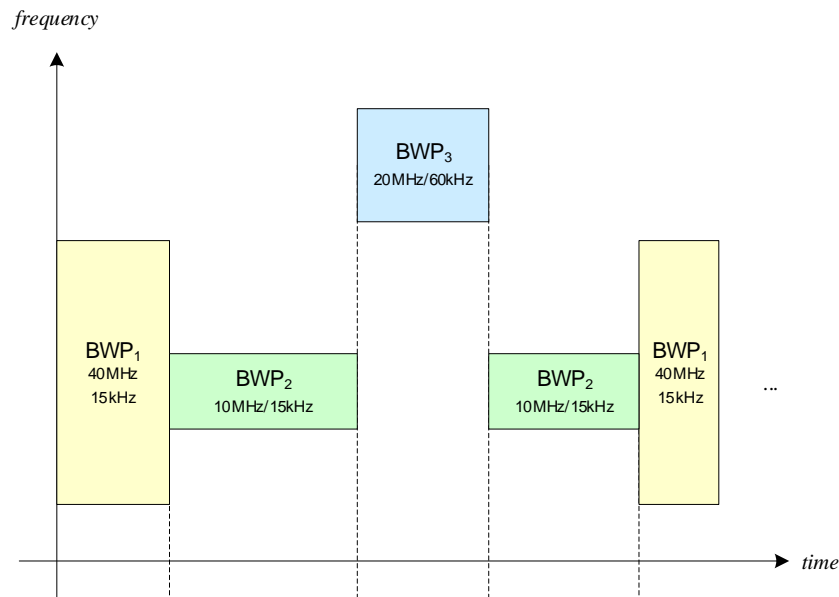 frequency
BWP₃
20MHz/60kHz
BWP₁
40MHz
15kHz
BWP₂
10MHz/15kHz
BWP₂
10MHz/15kHz
BWP₁
40MHz
15kHz
...
time